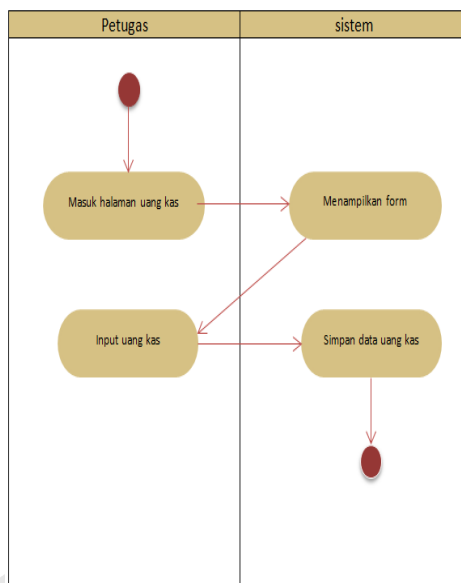 Petugas
sistem
Masuk halaman uang kas
Menampilkan form
Input uang kas
Simpan data uang kas